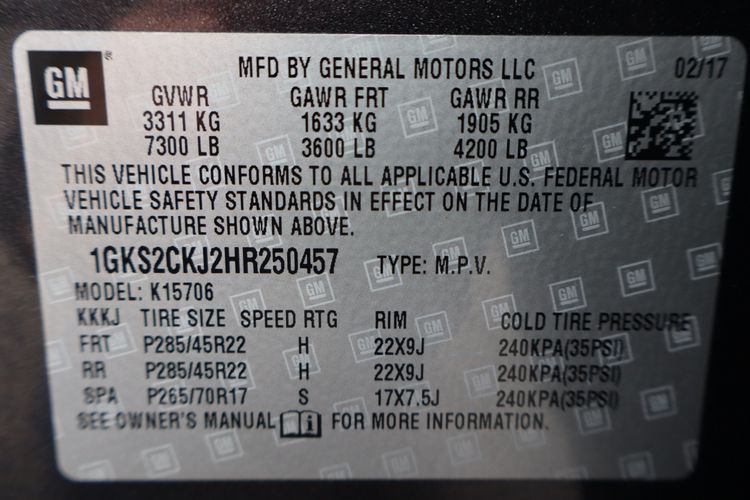 GM
MFD BY GENERAL MOTORS LLC 02/17
GVWR GAWR FRT GAWR RR
3311 KG 1633 KG 1905 KG
7300 LB 3600 LB 4200 LB
THIS VEHICLE CONFORMS TO ALL APPLICABLE U.S. FEDERAL MOTOR
VEHICLE SAFETY STANDARDS IN EFFECT ON THE DATE OF
MANUFACTURE SHOWN ABOVE.
1GKS2CKJ2HR250457 TYPE: M.P.V.
MODEL: K15706
KKKJ TIRE SIZE SPEED RTG RIM COLD TIRE PRESSURE
FRT P285/45R22 H 22X9J 240KPA(35PSI)
RR P285/45R22 H 22X9J 240KPA(35PSI)
SPA P265/70R17 S 17X7.5J 240KPA(35PSI)
SEE OWNER'S MANUAL FOR MORE INFORMATION.